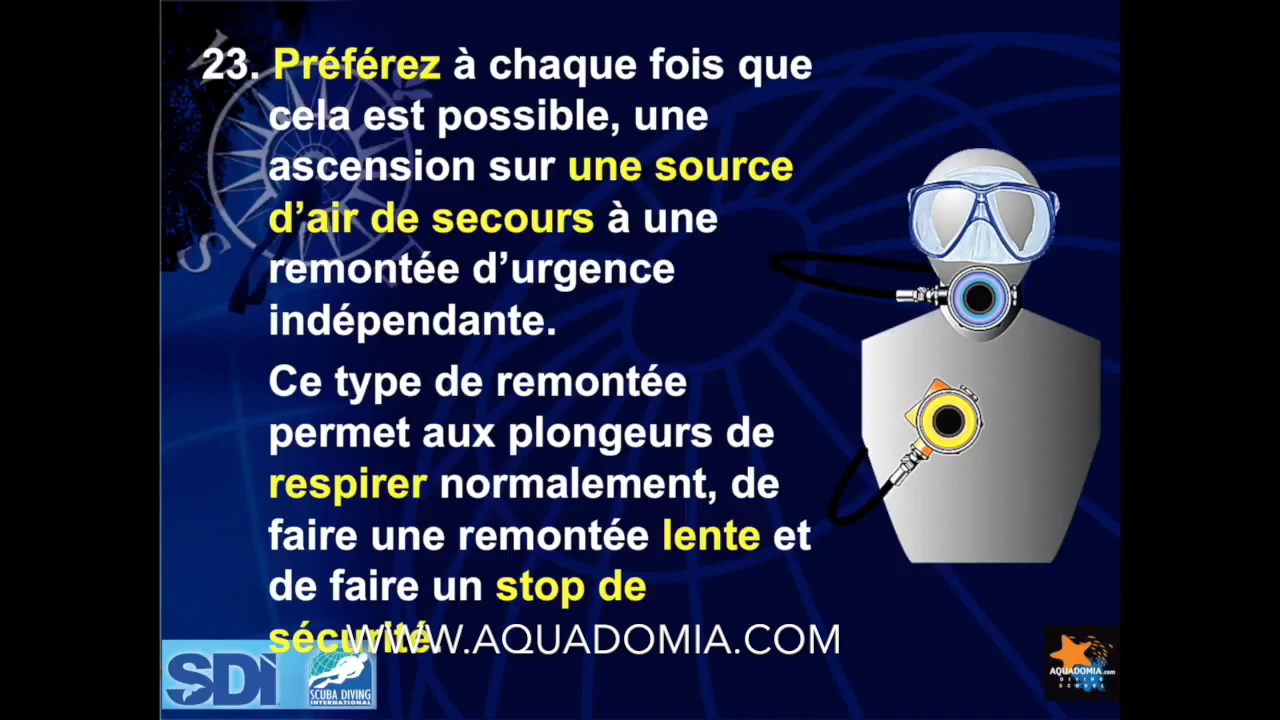 23. Préférez à chaque fois que
cela est possible, une
ascension sur une source
d’air de secours à une
remontée d’urgence
indépendante.
Ce type de remontée
permet aux plongeurs de
respirer normalement, de
faire une remontée lente et
de faire un stop de
sécurité.
WWW.AQUADOMIA.COM
SDI
SCUBA DIVING
INTERNATIONAL
AQUADOMIA.com
DIVING
SCHOOL